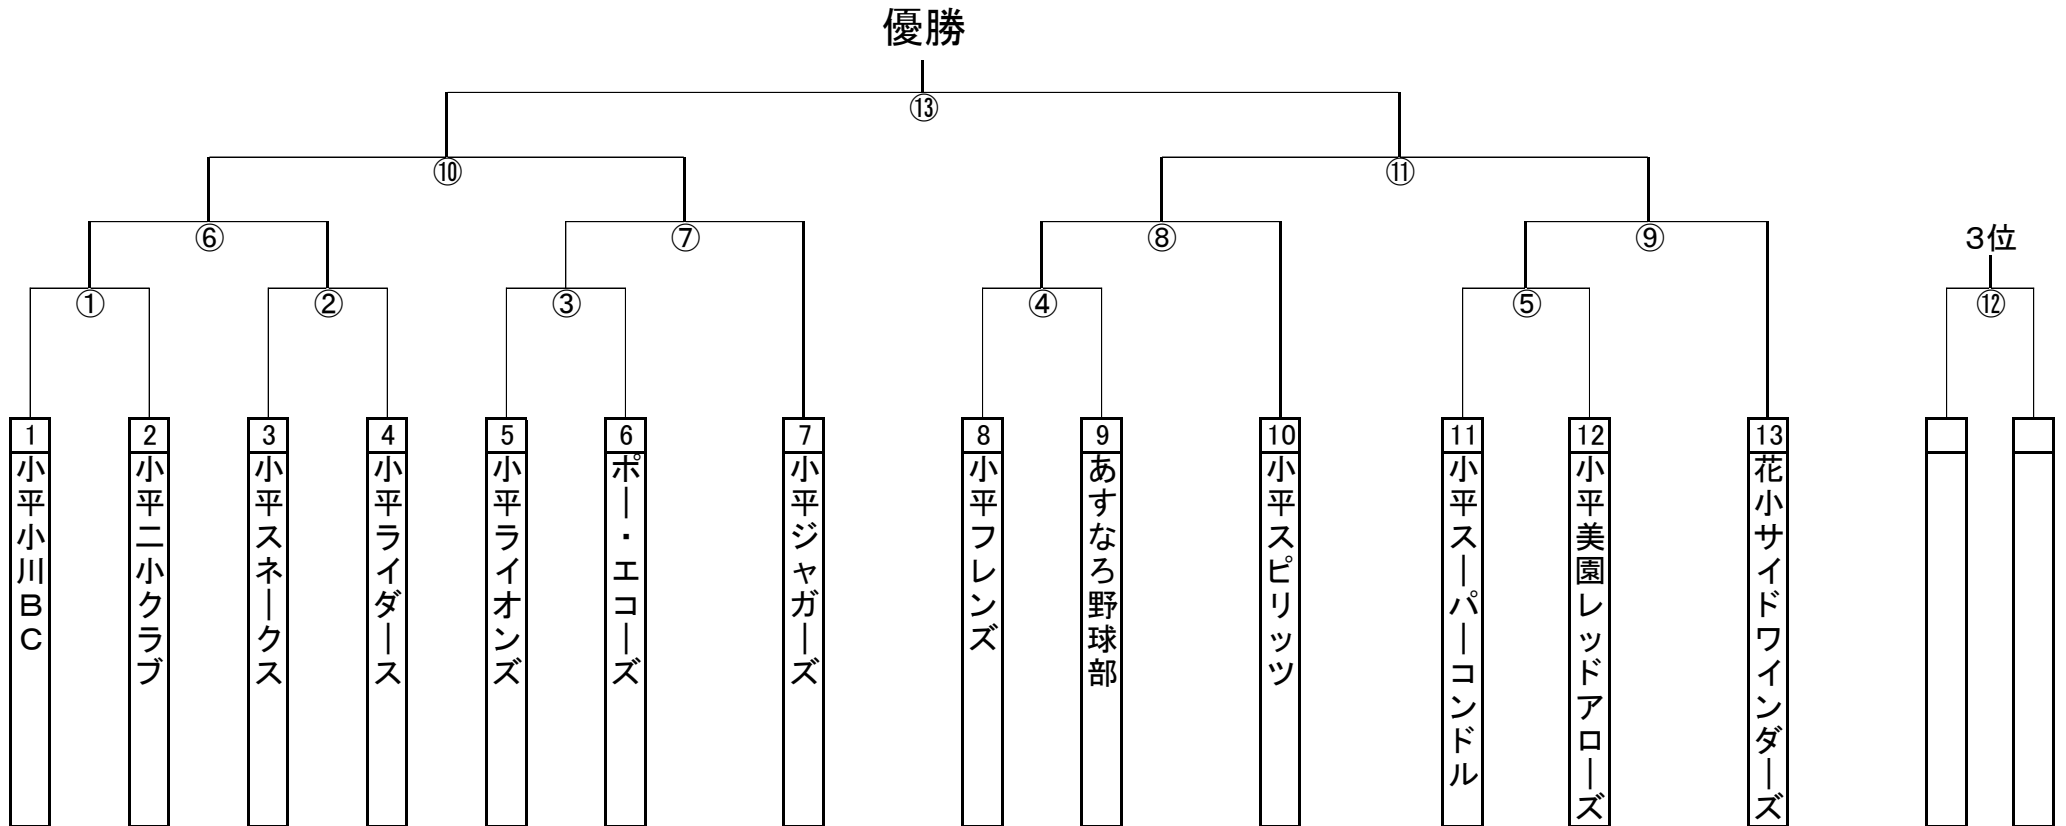 優勝
⑬
⑩
⑪
⑥
⑦
⑧
⑨
3位
①
②
③
④
⑤
⑫
1
小平小川BC
2
小平二小クラブ
3
小平スネークス
4
小平ライダース
5
小平ライオンズ
6
ポー・エコーズ
7
小平ジャガーズ
8
小平フレンズ
9
あすなろ野球部
10
小平スピリッツ
11
小平スーパーコンドル
12
小平美園レッドアローズ
13
花小サイドワインダーズ